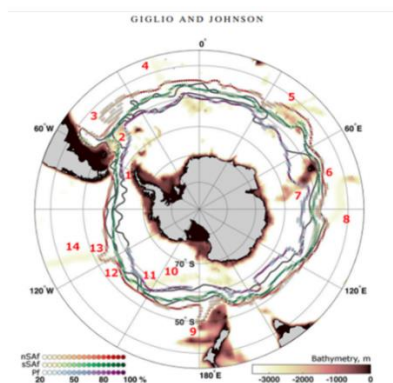 GIGLIO AND JOHNSON
0°
4
5
3
60°W
60°E
2
6
1
7
8
14
13
12
11
10
120°W
120°E
70°S
50°S
9
180°E
nSAf
sSAf
Pf
20 50 80 100 %
Bathymetry, m
-3000 -2000 -1000 0